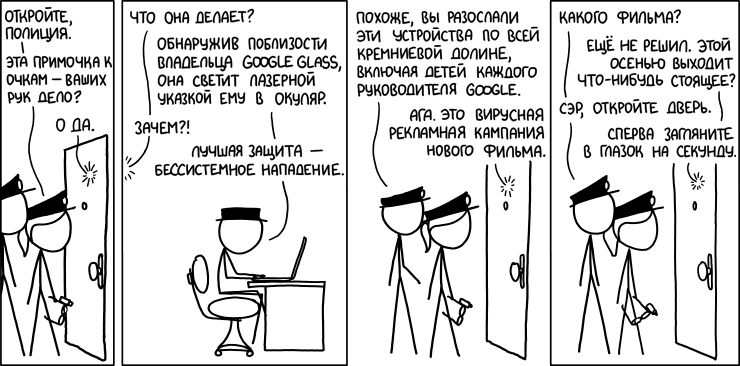 ОТКРОЙТЕ,
ПОЛИЦИЯ.
ЭТА ПРИМОЧКА К
ОЧКАМ — ВАШИХ
РУК ДЕЛО?
О ДА.
ЧТО ОНА ДЕЛАЕТ?
ОБНАРУЖИВ ПОБЛИЗОСТИ
ВЛАДЕЛЬЦА GOOGLE GLASS,
ОНА СВЕТИТ ЛАЗЕРНОЙ
УКАЗКОЙ ЕМУ В ОКУЛЯР.
ЗАЧЕМ?!
ЛУЧШАЯ ЗАЩИТА —
БЕССИСТЕМНОЕ НАПАДЕНИЕ.
ПОХОЖЕ, ВЫ РАЗОСЛАЛИ
ЭТИ УСТРОЙСТВА ПО ВСЕЙ
КРЕМНИЕВОЙ ДОЛИНЕ,
ВКЛЮЧАЯ ДЕТЕЙ КАЖДОГО
РУКОВОДИТЕЛЯ GOOGLE.
АГА. ЭТО ВИРУСНАЯ
РЕКЛАМНАЯ КАМПАНИЯ
НОВОГО ФИЛЬМА.
КАКОГО ФИЛЬМА?
ЕЩЁ НЕ РЕШИЛ. ЭТОЙ
ОСЕНЬЮ ВЫХОДИТ
ЧТО-НИБУДЬ СТОЯЩЕЕ?
СЭР, ОТКРОЙТЕ ДВЕРЬ.
СПЕРВА ЗАГЛЯНИТЕ
В ГЛАЗОК НА СЕКУНДУ.